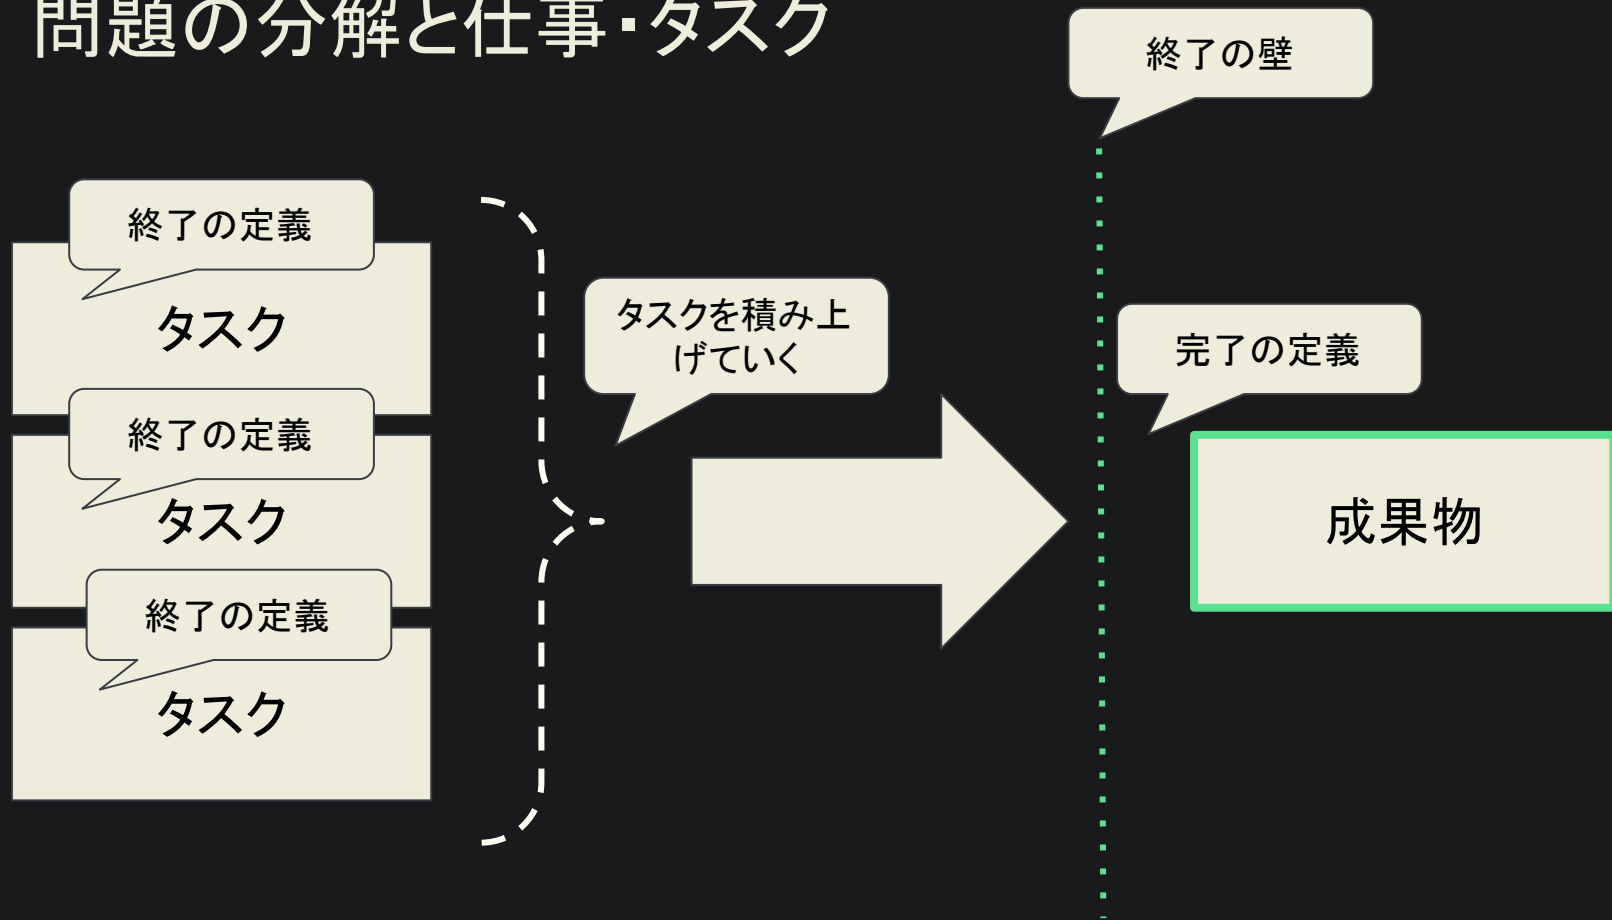 問題の分解と仕事・タスク
終了の壁
終了の定義
タスク
終了の定義
タスク
終了の定義
タスク
タスクを積み上
げていく
完了の定義
成果物